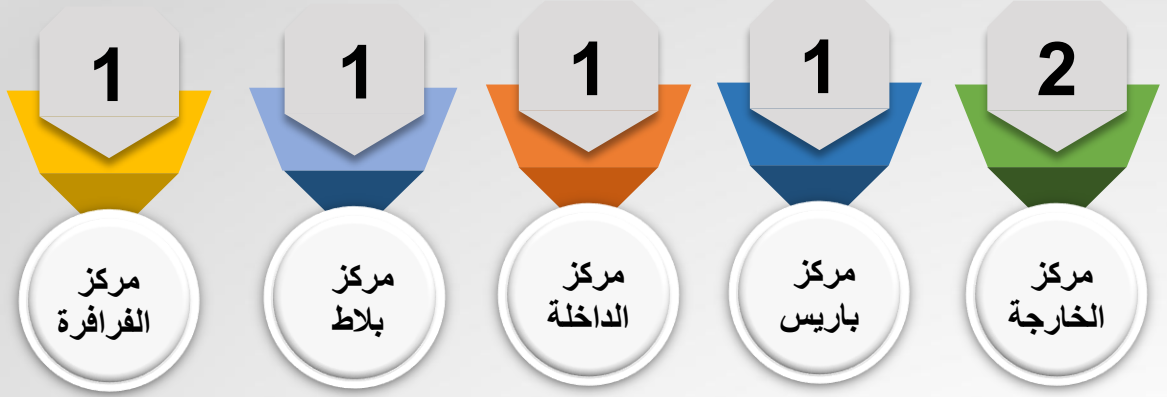 2
مركز
الخارجة
1
مركز
باريس
1
مركز
الداخلة
1
مركز
بلاط
1
مركز
الفرافرة